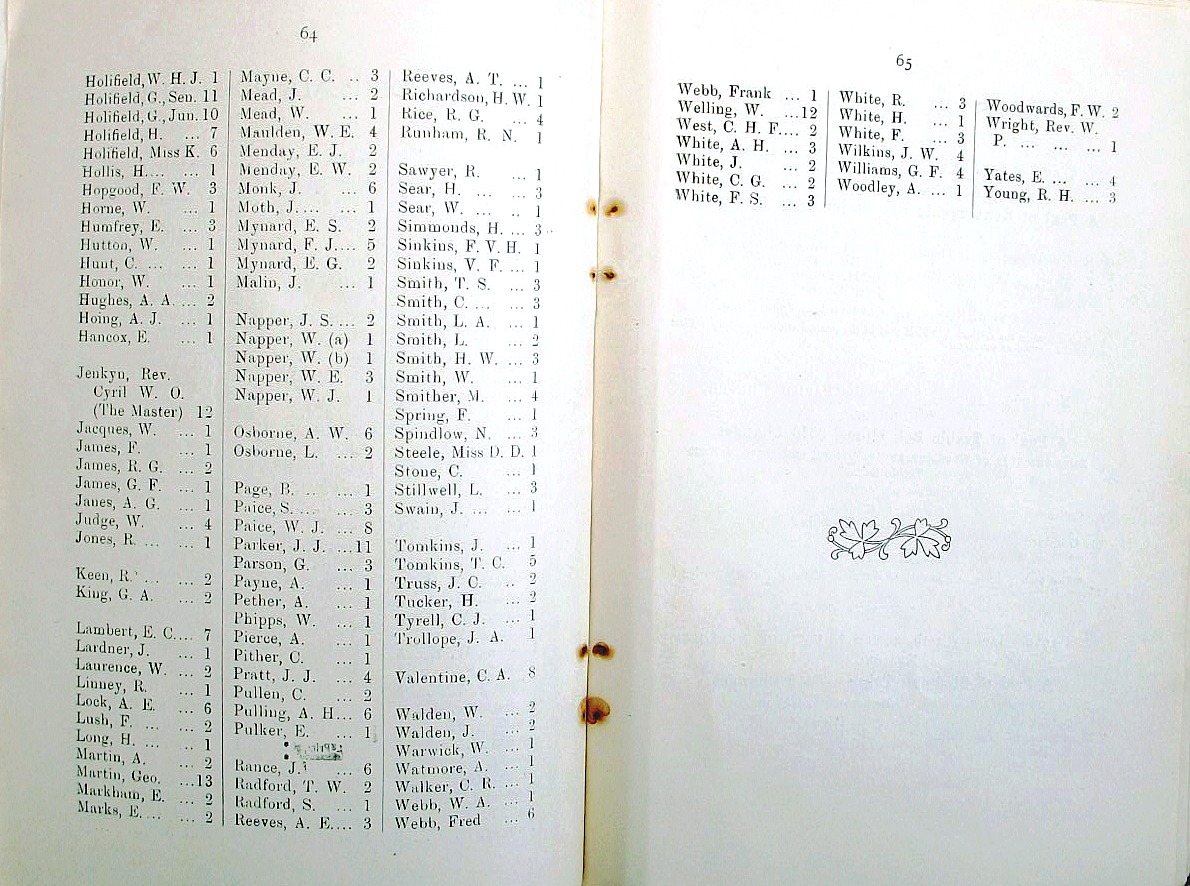 64
Holifield, W. H. J. 1
Holifield, G., Sen. 11
Holifield, G., Jun. 10
Holifield, H. ... 7
Holifield, Miss K. 6
Hollis, H.... ... 1
Hopgood, F. W. 3
Horne, W. ... 1
Humfrey, E. ... 3
Hutton, W. ... 1
Hunt, C. ... ... 1
Honor, W. ... 1
Hughes, A. A. ... 2
Hoing, A. J. ... 1
Hancox, E. ... 1
Jenkyn, Rev.
Cyril W. O.
(The Master) 12
Jacques, W. ... 1
James, F. ... 1
James, R. G. ... 2
James, G. F. ... 1
Janes, A. G. ... 1
Judge, W. ... 4
Jones, R. ... ... 1
Keen, R. ... ... 2
King, G. A. ... 2
Lambert, E. C.... 7
Lardner, J. ... 1
Laurence, W. ... 2
Linney, R. ... 1
Lock, A. E. ... 6
Lush, F. ... ... 2
Long, H. ... ... 1
Martin, A. ... 2
Martin, Geo. ...13
Markham, E. ... 2
Marks, E. ... ... 2
Mayne, C. C. .. 3
Mead, J. ... 2
Mead, W. ... 1
Maulden, W. E. 4
Menday, E. J. 2
Menday, E. W. 2
Monk, J. ... 6
Moth, J. ... ... 1
Mynard, E. S. 2
Mynard, F. J.... 5
Mynard, E. G. 2
Malin, J. ... 1
Napper, J. S.... 2
Napper, W. (a) 1
Napper, W. (b) 1
Napper, W. E. 3
Napper, W. J. 1
Osborne, A. W. 6
Osborne, L. ... 2
Page, B. ... ... 1
Paice, S. ... ... 3
Paice, W. J. ... 8
Parker, J. J. ...11
Parson, G. ... 3
Payne, A. ... 1
Pether, A. ... 1
Phipps, W. ... 1
Pierce, A. ... 1
Pither, C. ... 1
Pratt, J. J. ... 4
Pullen, C. ... 2
Pulling, A. H... 6
Pulker, E. ... 1
Rance, J. ... 6
Radford, T. W. 2
Radford, S. ... 1
Reeves, A. E.... 3
Reeves, A. T. ... 1
Richardson, H. W. 1
Rice, R. G. ... 4
Runham, R. N. 1
Sawyer, R. ... 1
Sear, H. ... ... 3
Sear, W. ... ... 1
Simmonds, H. ... 3
Sinkins, F. V. H. 1
Sinkins, V. F. ... 1
Smith, T. S. ... 3
Smith, C. ... ... 3
Smith, L. A. ... 1
Smith, L. ... 2
Smith, H. W. ... 3
Smith, W. ... 1
Smither, M. ... 4
Spring, F. ... 1
Spindlow, N. ... 3
Steele, Miss D. D. 1
Stone, C. ... 1
Stillwell, L. ... 3
Swain, J. ... ... 1
Tomkins, J. ... 1
Tomkins, T. C. 5
Truss, J. C. .. 2
Tucker, H. ... 2
Tyrell, C. J. ... 1
Trollope, J. A. 1
Valentine, C. A. 8
Walden, W. ... 2
Walden, J. ... 2
Warwick, W. ... 1
Watmore, A. ... 1
Walker, C. R. ... 1
Webb, W. A. ... 1
Webb, Fred ... 6
65
Webb, Frank ... 1
Welling, W. ...12
West, C. H. F.... 2
White, A. H. ... 3
White, J. ... 2
White, C. G. ... 2
White, F. S. ... 3
White, R. ... 3
White, H. ... 1
White, F. ... 3
Wilkins, J. W. 4
Williams, G. F. 4
Woodley, A. ... 1
Woodwards, F. W. 2
Wright, Rev. W.
P. ... ... ... 1
Yates, E. ... ... 4
Young, R. H. ... 3